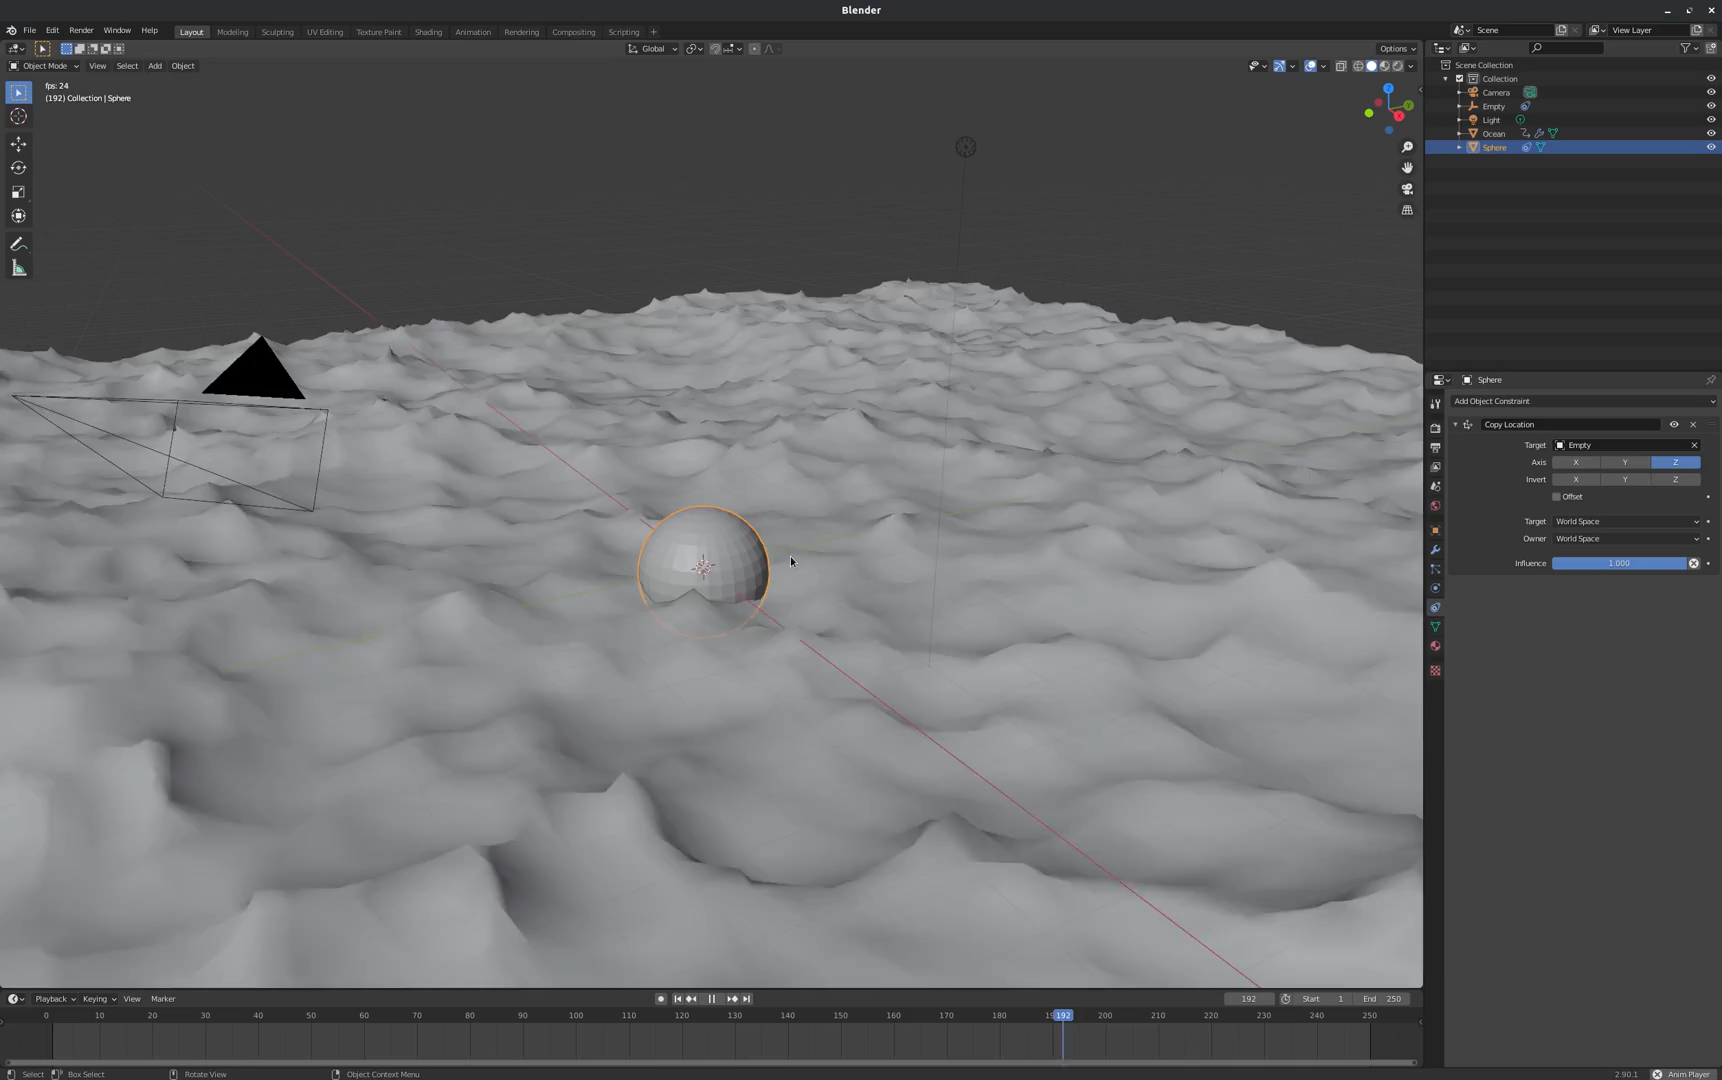 Blender
File Edit Render Window Help Layout Modeling Sculpting UV Editing Texture Paint Shading Animation Rendering Compositing Scripting + Scene View Layer
Global Options
Object Mode View Select Add Object
fps: 24
(192) Collection | Sphere
Z
Y
X
Scene Collection
Collection
Camera
Empty
Light
Ocean
Sphere
Sphere
Add Object Constraint
Copy Location
Target Empty
Axis X Y Z
Invert X Y Z
Offset
Target World Space
Owner World Space
Influence 1.000
Playback Keying View Marker 192 Start 1 End 250
0 10 20 30 40 50 60 70 80 90 100 110 120 130 140 150 160 170 180 192 200 210 220 230 240 250
Select Box Select Rotate View Object Context Menu 2.90.1 Anim Player